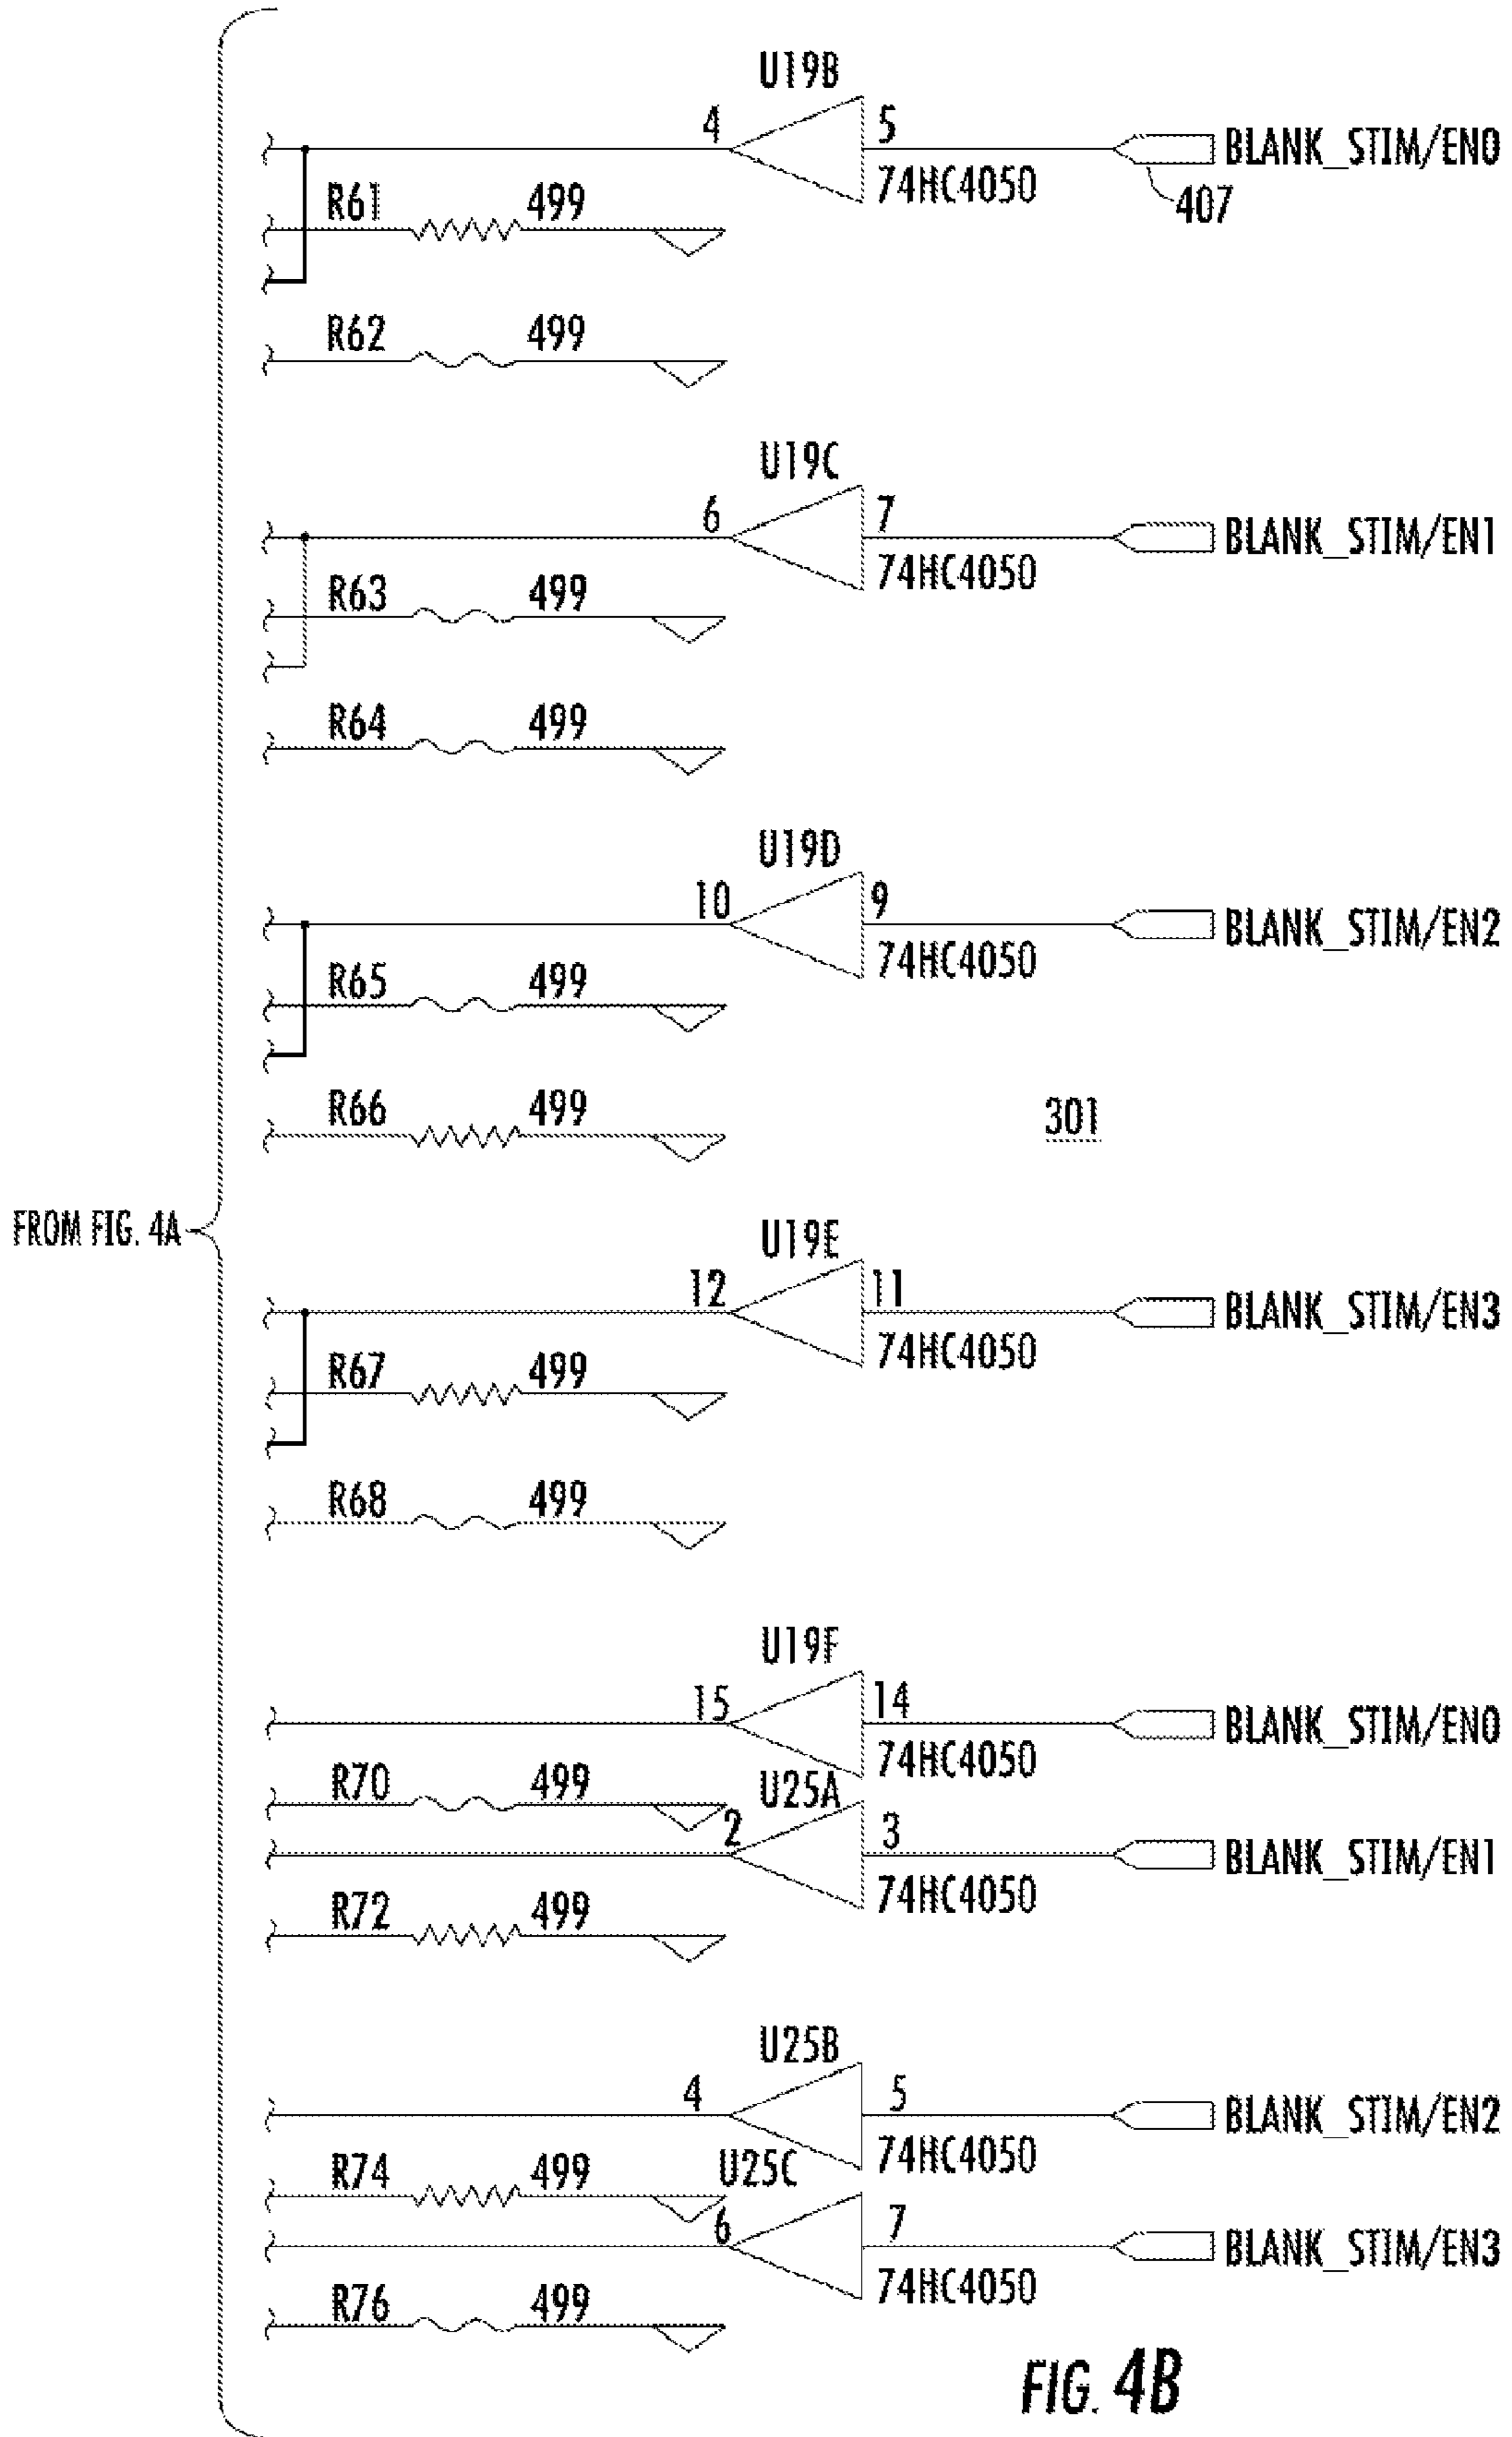 U19B
4 5 BLANK_STIM/EN0
74HC4050
407
R61 499
R62 499
U19C
6 7 BLANK_STIM/EN1
74HC4050
R63 499
R64 499
U19D
10 9 BLANK_STIM/EN2
74HC4050
R65 499
R66 499
301
FROM FIG. 4A
U19E
12 11 BLANK_STIM/EN3
74HC4050
R67 499
R68 499
U19F
15 14 BLANK_STIM/EN0
74HC4050
R70 499 U25A
2 3 BLANK_STIM/EN1
74HC4050
R72 499
U25B
4 5 BLANK_STIM/EN2
74HC4050
R74 499 U25C
6 7 BLANK_STIM/EN3
74HC4050
R76 499
FIG. 4B